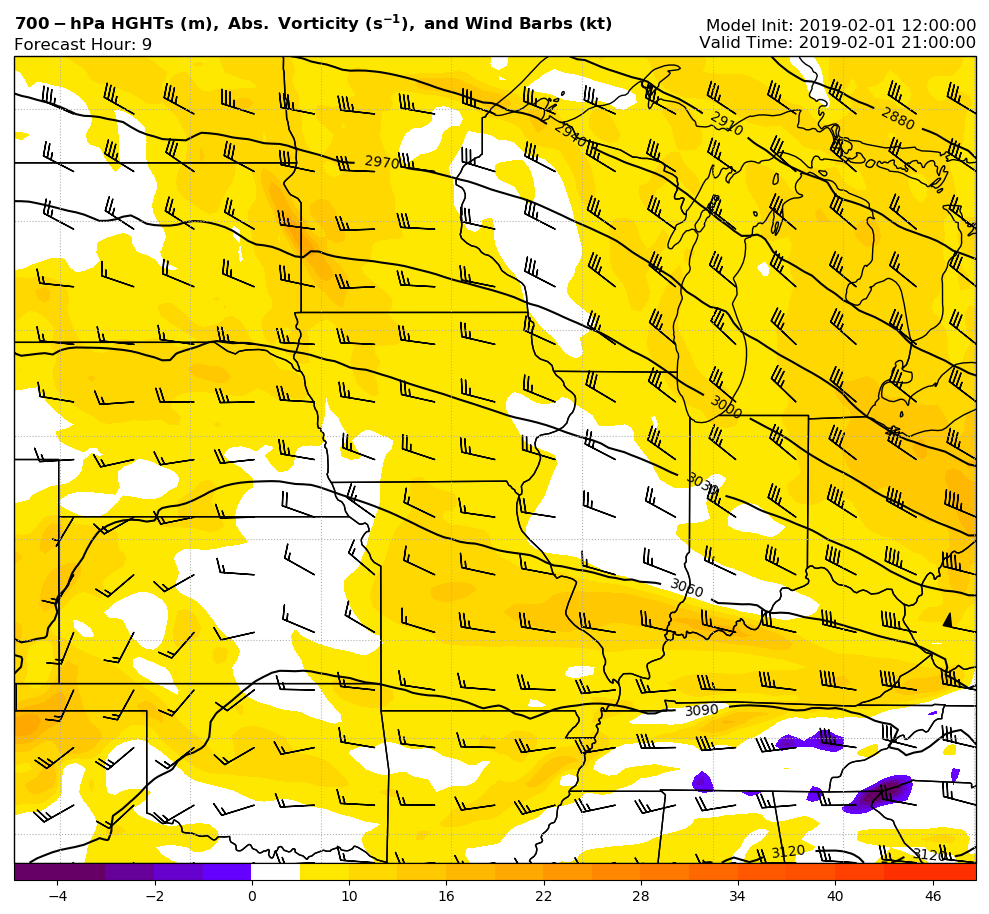 700-hPa HGHTs (m), Abs. Vorticity (s⁻¹), and Wind Barbs (kt)
Model Init: 2019-02-01 12:00:00
Forecast Hour: 9
Valid Time: 2019-02-01 21:00:00
2880
2910
2940
2970
3000
3030
3060
3090
3120
3120
−4 −2 0 10 16 22 28 34 40 46